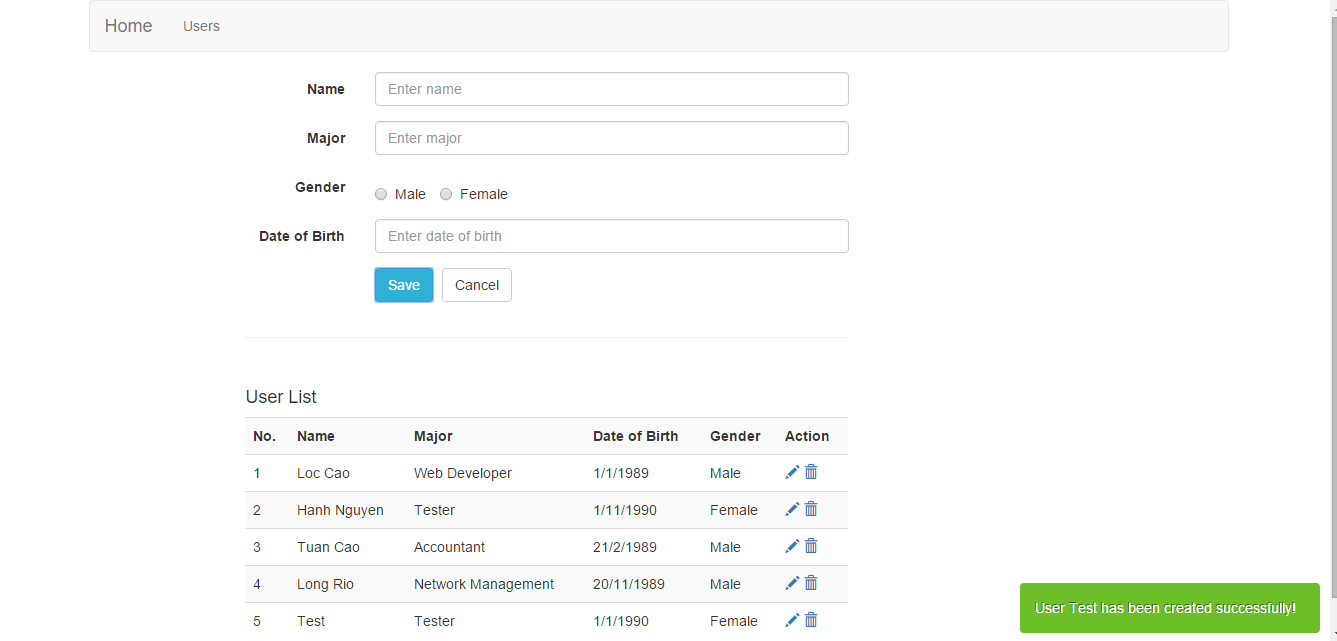 Home Users
Name Enter name
Major Enter major
Gender Male Female
Date of Birth Enter date of birth
Save Cancel
User List
No. Name Major Date of Birth Gender Action
1 Loc Cao Web Developer 1/1/1989 Male
2 Hanh Nguyen Tester 1/11/1990 Female
3 Tuan Cao Accountant 21/2/1989 Male
4 Long Rio Network Management 20/11/1989 Male
5 Test Tester 1/1/1990 Female
User Test has been created successfully!